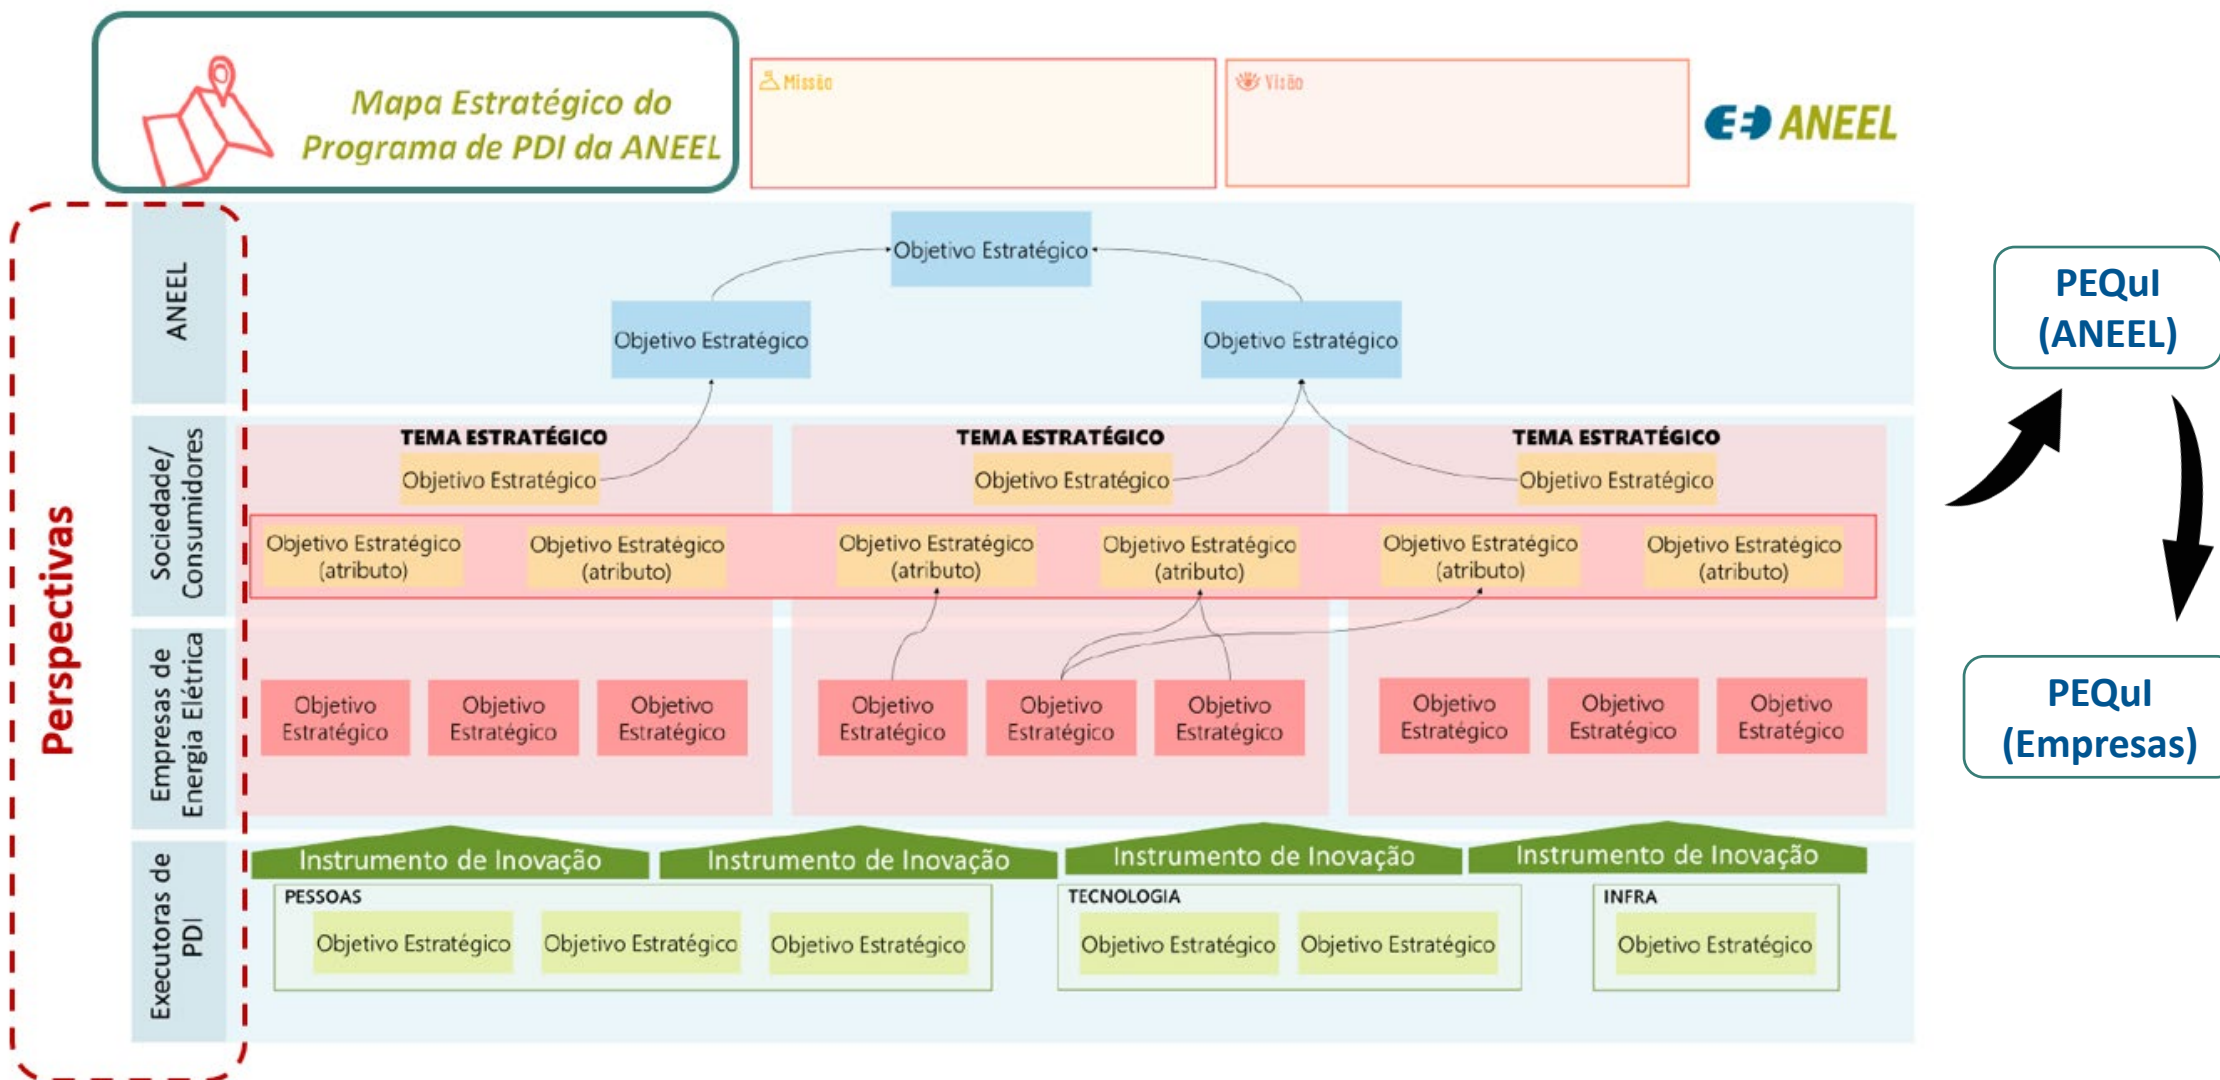 Mapa Estratégico do
Programa de PDI da ANEEL
Missão
Visão
ANEEL
Perspectivas
ANEEL
Objetivo Estratégico
Objetivo Estratégico
Objetivo Estratégico
Sociedade/
Consumidores
TEMA ESTRATÉGICO
TEMA ESTRATÉGICO
TEMA ESTRATÉGICO
Objetivo Estratégico
Objetivo Estratégico
Objetivo Estratégico
Objetivo Estratégico
(atributo)
Objetivo Estratégico
(atributo)
Objetivo Estratégico
(atributo)
Objetivo Estratégico
(atributo)
Objetivo Estratégico
(atributo)
Objetivo Estratégico
(atributo)
Empresas de
Energia Elétrica
Objetivo
Estratégico
Objetivo
Estratégico
Objetivo
Estratégico
Objetivo
Estratégico
Objetivo
Estratégico
Objetivo
Estratégico
Objetivo
Estratégico
Objetivo
Estratégico
Objetivo
Estratégico
Executoras de
PDI
Instrumento de Inovação
Instrumento de Inovação
Instrumento de Inovação
Instrumento de Inovação
PESSOAS
Objetivo Estratégico
Objetivo Estratégico
Objetivo Estratégico
TECNOLOGIA
Objetivo Estratégico
Objetivo Estratégico
INFRA
Objetivo Estratégico
PEQuI
(ANEEL)
PEQuI
(Empresas)